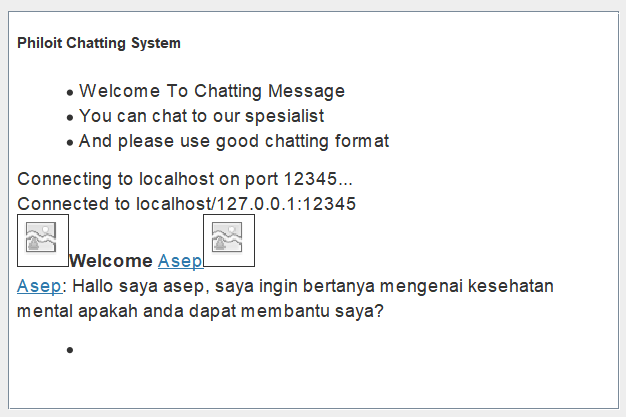 Philoit Chatting System
• Welcome To Chatting Message
• You can chat to our spesialist
• And please use good chatting format
Connecting to localhost on port 12345...
Connected to localhost/127.0.0.1:12345
Welcome Asep
Asep: Hallo saya asep, saya ingin bertanya mengenai kesehatan
mental apakah anda dapat membantu saya?
•